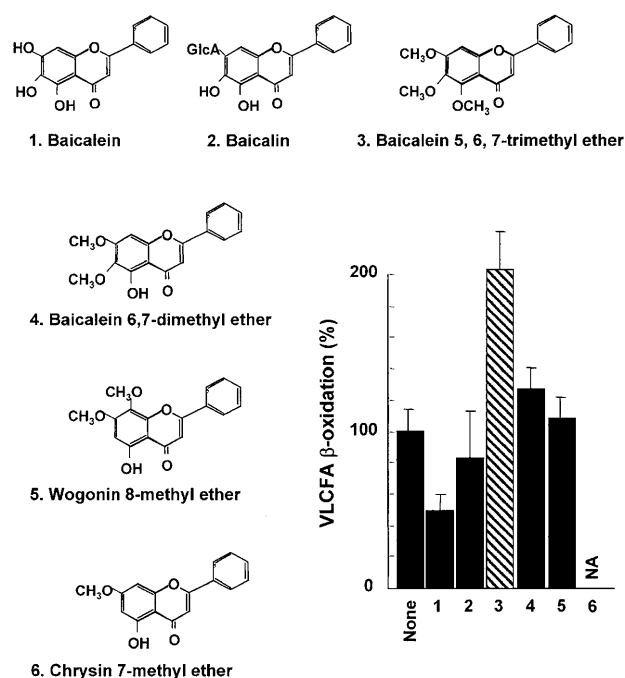 HO
HO
OH
O
O
1. Baicalein
GlcA
HO
OH
O
O
2. Baicalin
CH3O
CH3O
OCH3
O
O
3. Baicalein 5, 6, 7-trimethyl ether
CH3O
CH3O
OH
O
O
4. Baicalein 6,7-dimethyl ether
CH3O
CH3O
OH
O
O
5. Wogonin 8-methyl ether
CH3O
OH
O
O
6. Chrysin 7-methyl ether
VLCFA β-oxidation (%)
200
100
0
NA
None 1 2 3 4 5 6